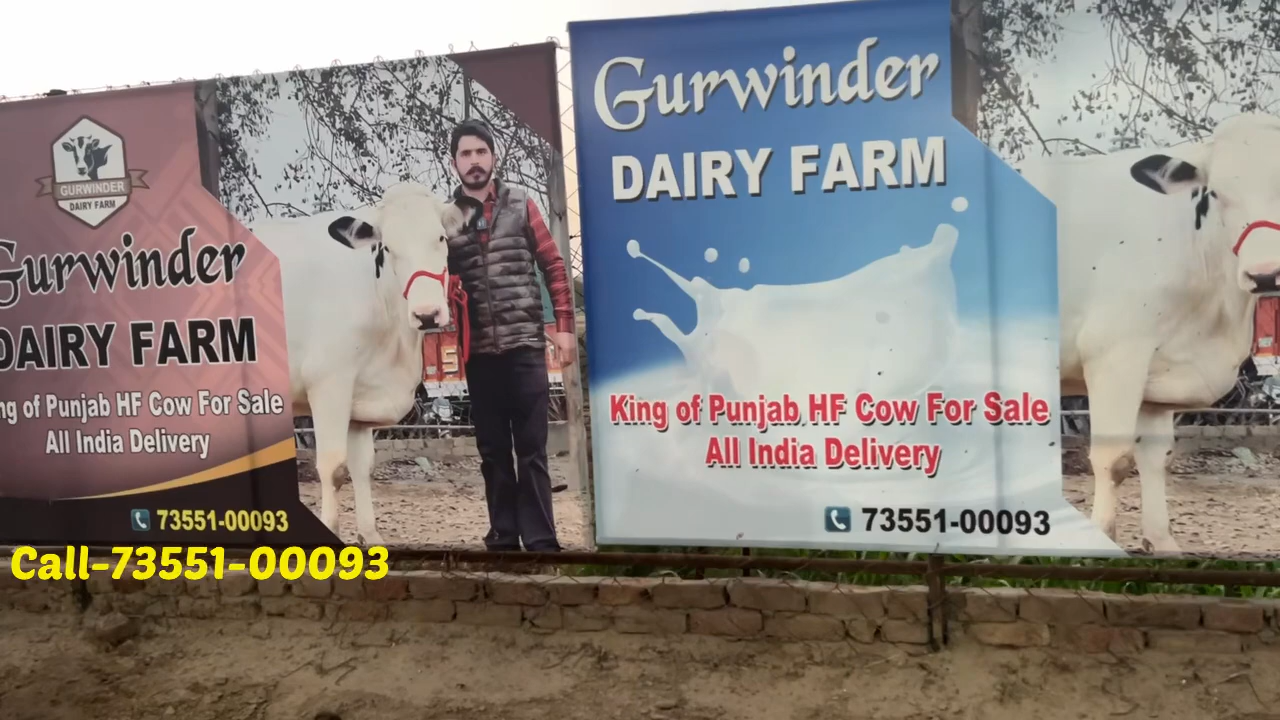 GURWINDER
DAIRY FARM
Gurwinder
DAIRY FARM
ng of Punjab HF Cow For Sale
All India Delivery
73551-00093
Call-73551-00093
Gurwinder
DAIRY FARM
King of Punjab HF Cow For Sale
All India Delivery
73551-00093